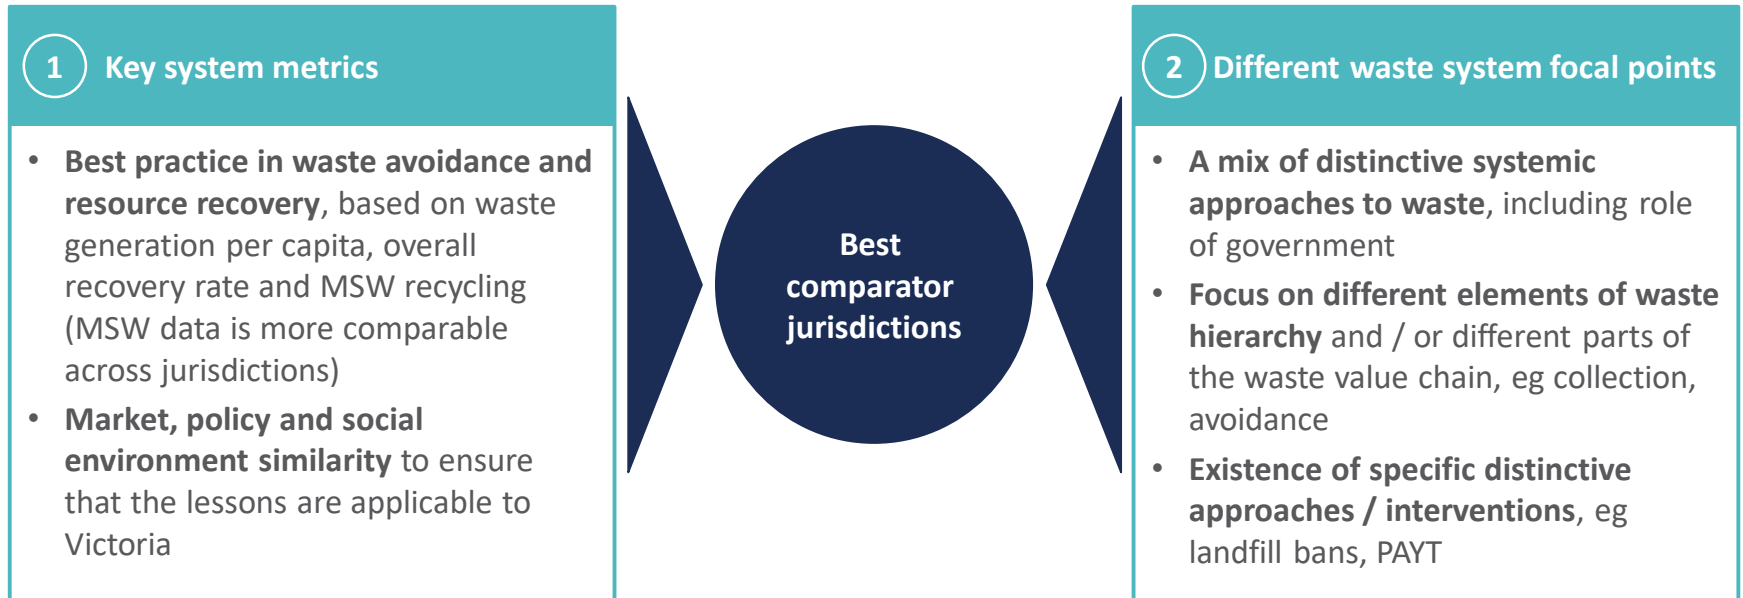 1 Key system metrics
• Best practice in waste avoidance and
resource recovery, based on waste
generation per capita, overall
recovery rate and MSW recycling
(MSW data is more comparable
across jurisdictions)
• Market, policy and social
environment similarity to ensure
that the lessons are applicable to
Victoria
Best
comparator
jurisdictions
2 Different waste system focal points
• A mix of distinctive systemic
approaches to waste, including role
of government
• Focus on different elements of waste
hierarchy and / or different parts of
the waste value chain, eg collection,
avoidance
• Existence of specific distinctive
approaches / interventions, eg
landfill bans, PAYT